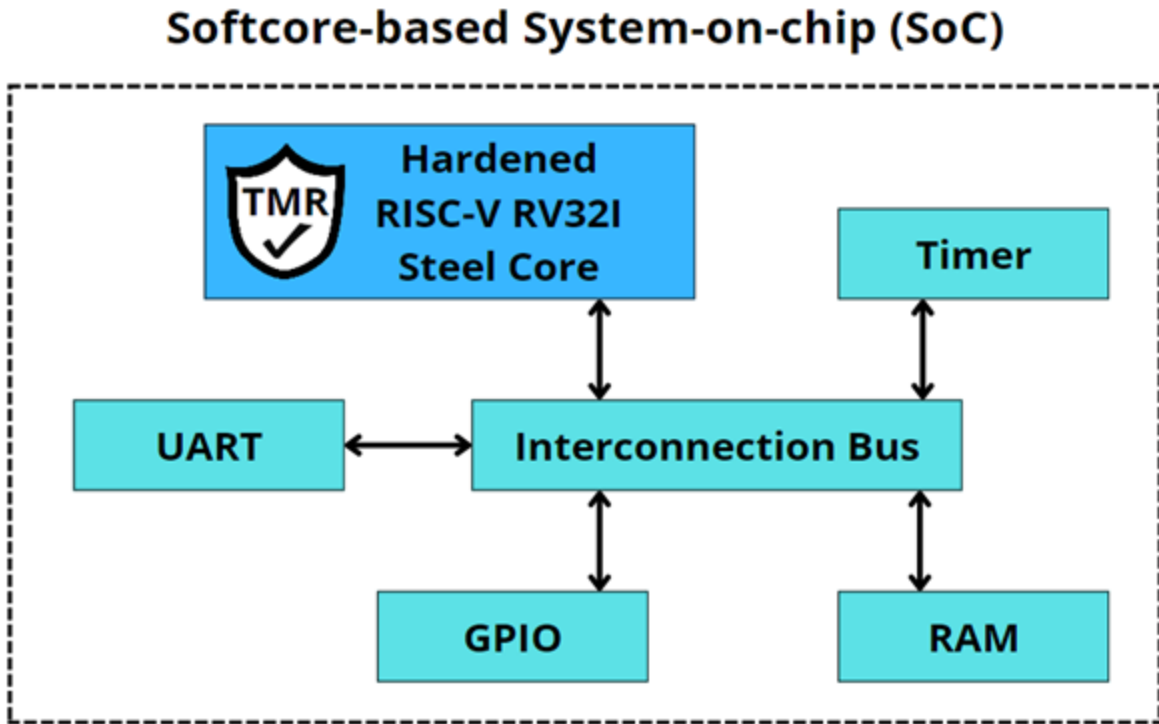 Softcore-based System-on-chip (SoC)
TMR
Hardened
RISC-V RV32I
Steel Core
Timer
UART
Interconnection Bus
GPIO
RAM